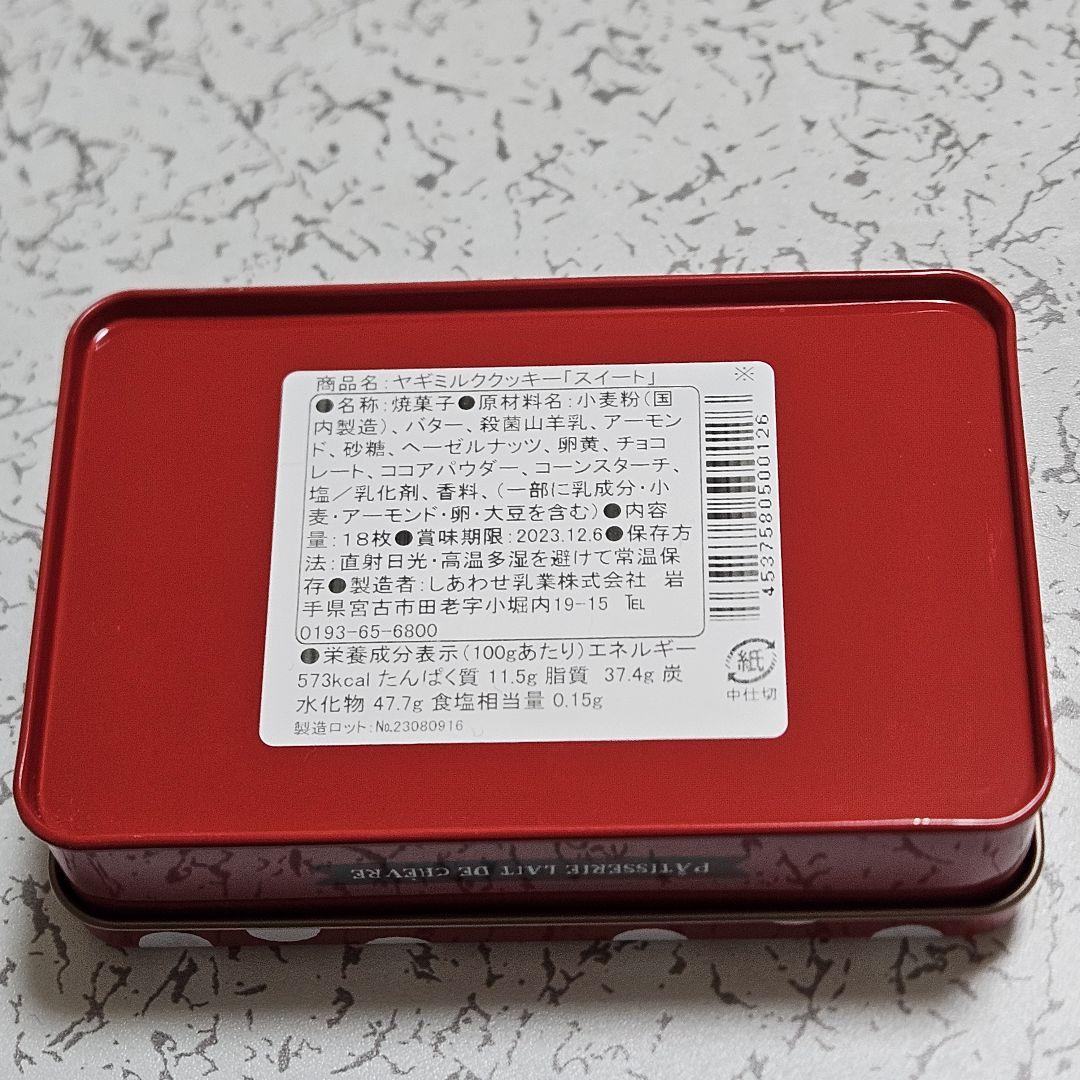 商品名:ヤギミルククッキー「スイート」
※
●名称:焼菓子●原材料名:小麦粉(国
内製造)、バター、殺菌山羊乳、アーモン
ド、砂糖、ヘーゼルナッツ、卵黄、チョコ
レート、ココアパウダー、コーンスターチ、
塩/乳化剤、香料、(一部に乳成分・小
麦・アーモンド・卵・大豆を含む)●内容
量:18枚●賞味期限:2023.12.6●保存方
法:直射日光・高温多湿を避けて常温保
存●製造者:しあわせ乳業株式会社 岩
手県宮古市田老字小堀内19-15 ℡
0193-65-6800
●栄養成分表示(100gあたり)エネルギー
573kcal たんぱく質 11.5g 脂質 37.4g 炭
水化物 47.7g 食塩相当量 0.15g
製造ロット:№23080916
4537580500126
紙
中仕切
PÂTISSERIE LAIT DE CHÈVRE